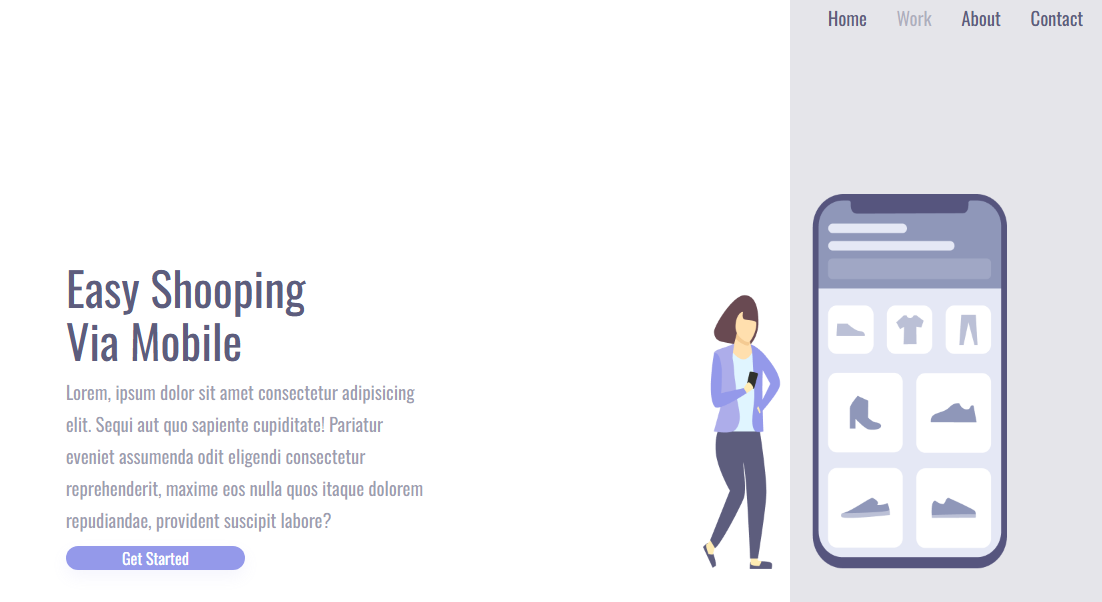 Home Work About Contact
Easy Shooping
Via Mobile
Lorem, ipsum dolor sit amet consectetur adipisicing
elit. Sequi aut quo sapiente cupiditate! Pariatur
eveniet assumenda odit eligendi consectetur
reprehenderit, maxime eos nulla quos itaque dolorem
repudiandae, provident suscipit labore?
Get Started